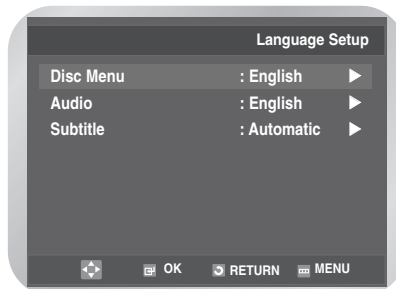 Language Setup
Disc Menu : English
Audio : English
Subtitle : Automatic
OK RETURN MENU